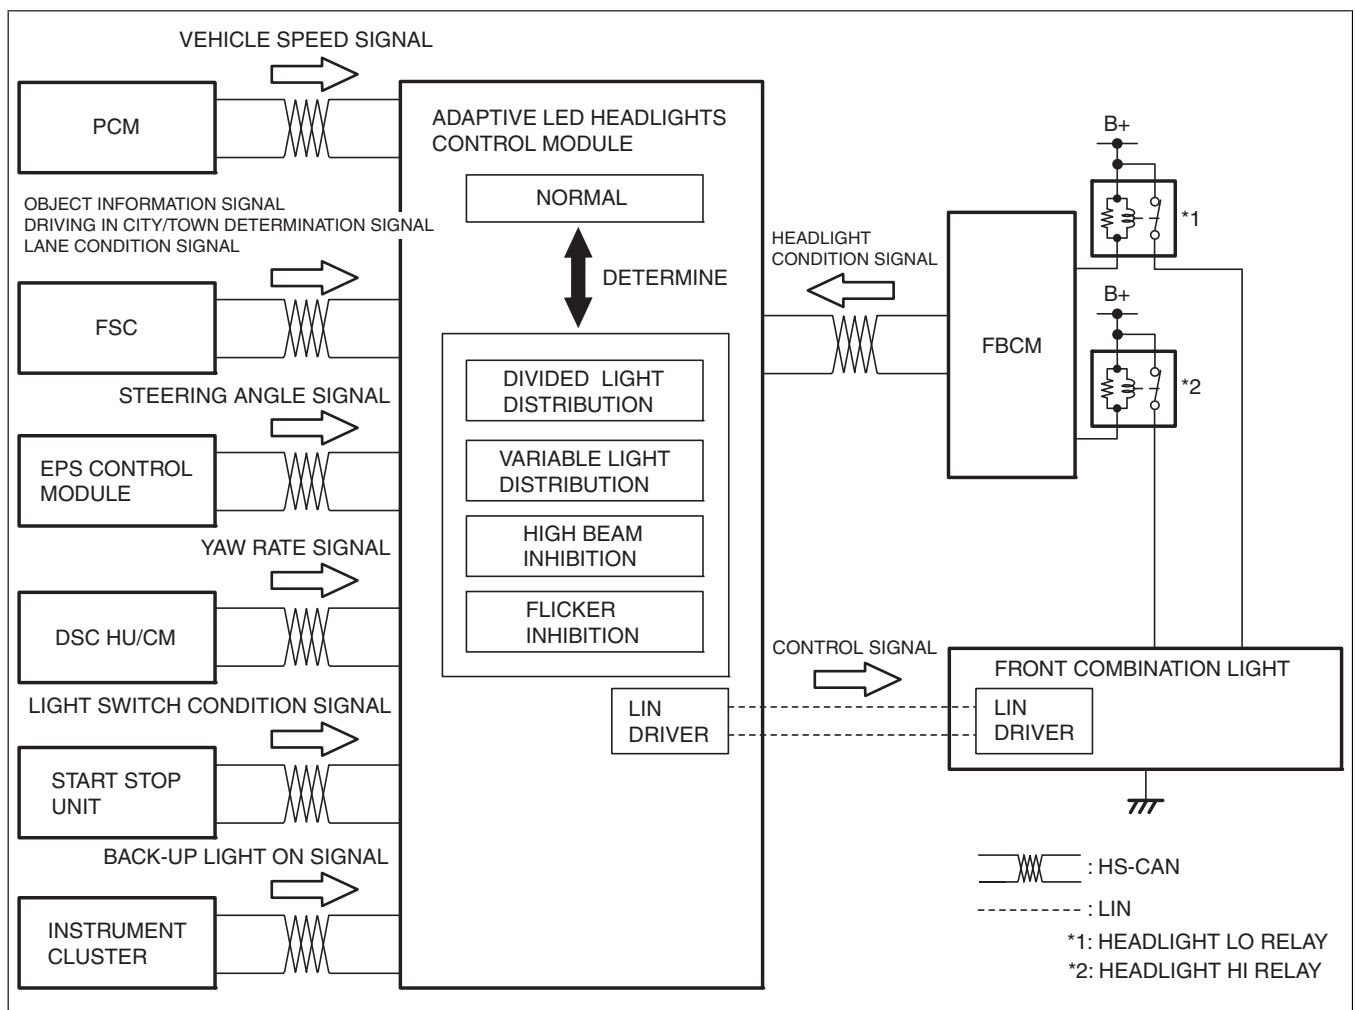 VEHICLE SPEED SIGNAL
PCM
OBJECT INFORMATION SIGNAL
DRIVING IN CITY/TOWN DETERMINATION SIGNAL
LANE CONDITION SIGNAL
FSC
STEERING ANGLE SIGNAL
EPS CONTROL
MODULE
YAW RATE SIGNAL
DSC HU/CM
LIGHT SWITCH CONDITION SIGNAL
START STOP
UNIT
BACK-UP LIGHT ON SIGNAL
INSTRUMENT
CLUSTER
ADAPTIVE LED HEADLIGHTS
CONTROL MODULE
NORMAL
DETERMINE
DIVIDED LIGHT
DISTRIBUTION
VARIABLE LIGHT
DISTRIBUTION
HIGH BEAM
INHIBITION
FLICKER
INHIBITION
LIN
DRIVER
HEADLIGHT
CONDITION SIGNAL
FBCM
B+
*1
B+
*2
CONTROL SIGNAL
FRONT COMBINATION LIGHT
LIN
DRIVER
: HS-CAN
: LIN
*1: HEADLIGHT LO RELAY
*2: HEADLIGHT HI RELAY